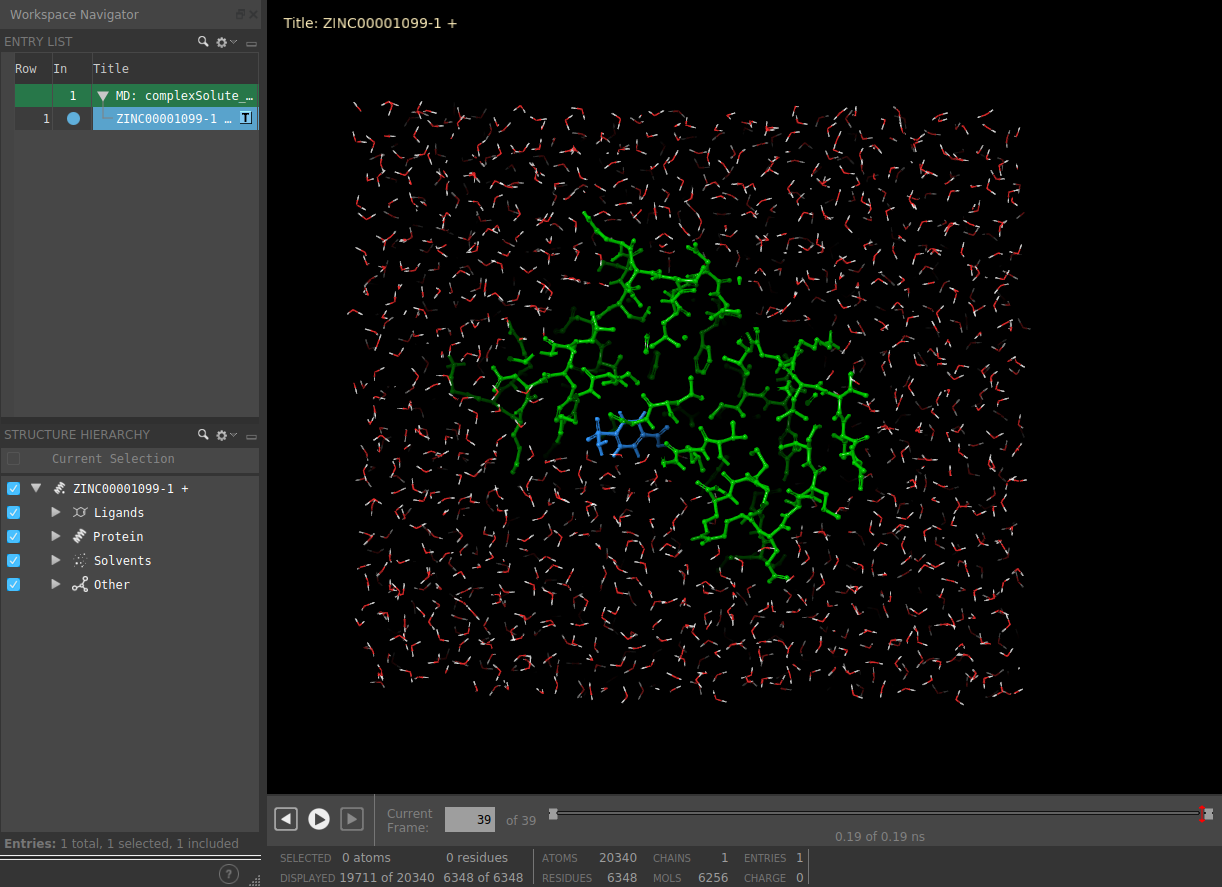 Workspace Navigator
Title: ZINC00001099-1 +
ENTRY LIST
Row In Title
1 MD: complexSolute_...
1 ZINC00001099-1 ... T
STRUCTURE HIERARCHY
Current Selection
ZINC00001099-1 +
Ligands
Protein
Solvents
Other
Current Frame: 39 of 39
0.19 of 0.19 ns
Entries: 1 total, 1 selected, 1 included
?
SELECTED 0 atoms 0 residues ATOMS 20340 CHAINS 1 ENTRIES 1
DISPLAYED 19711 of 20340 6348 of 6348 RESIDUES 6348 MOLS 6256 CHARGE 0